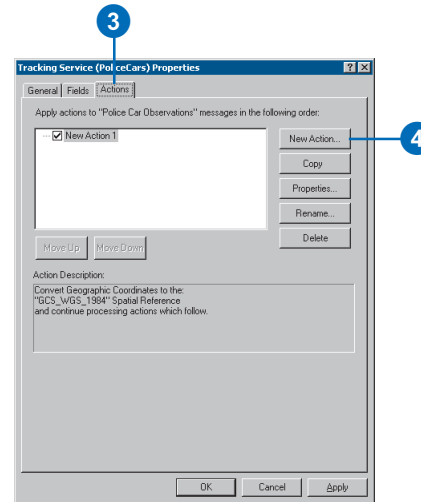 3
Tracking Service (PoliceCars) Properties
General Fields Actions
Apply actions to "Police Car Observations" messages in the following order:
New Action 1
New Action...
4
Copy
Properties...
Rename...
Delete
Move Up Move Down
Action Description:
Convert Geographic Coordinates to the:
"GCS_WGS_1984" Spatial Reference
and continue processing actions which follow.
OK Cancel Apply